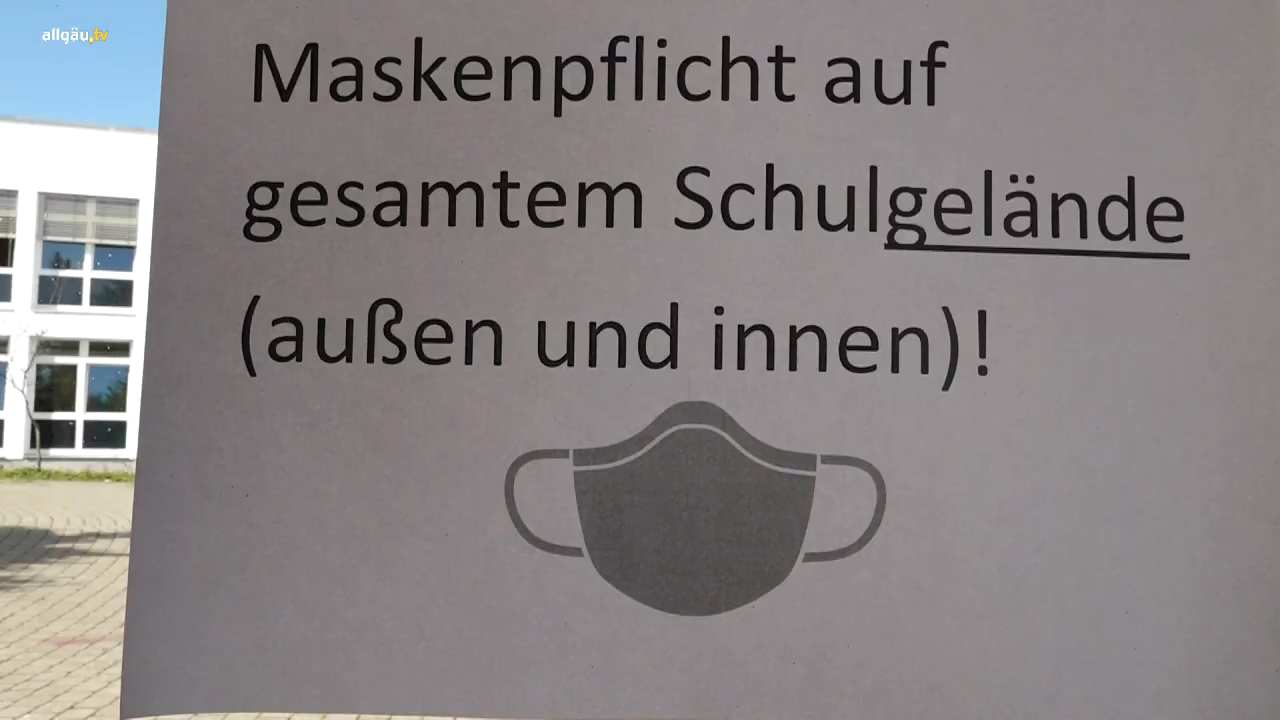 allgäu.tv
Maskenpflicht auf
gesamtem Schulgelände
(außen und innen)!